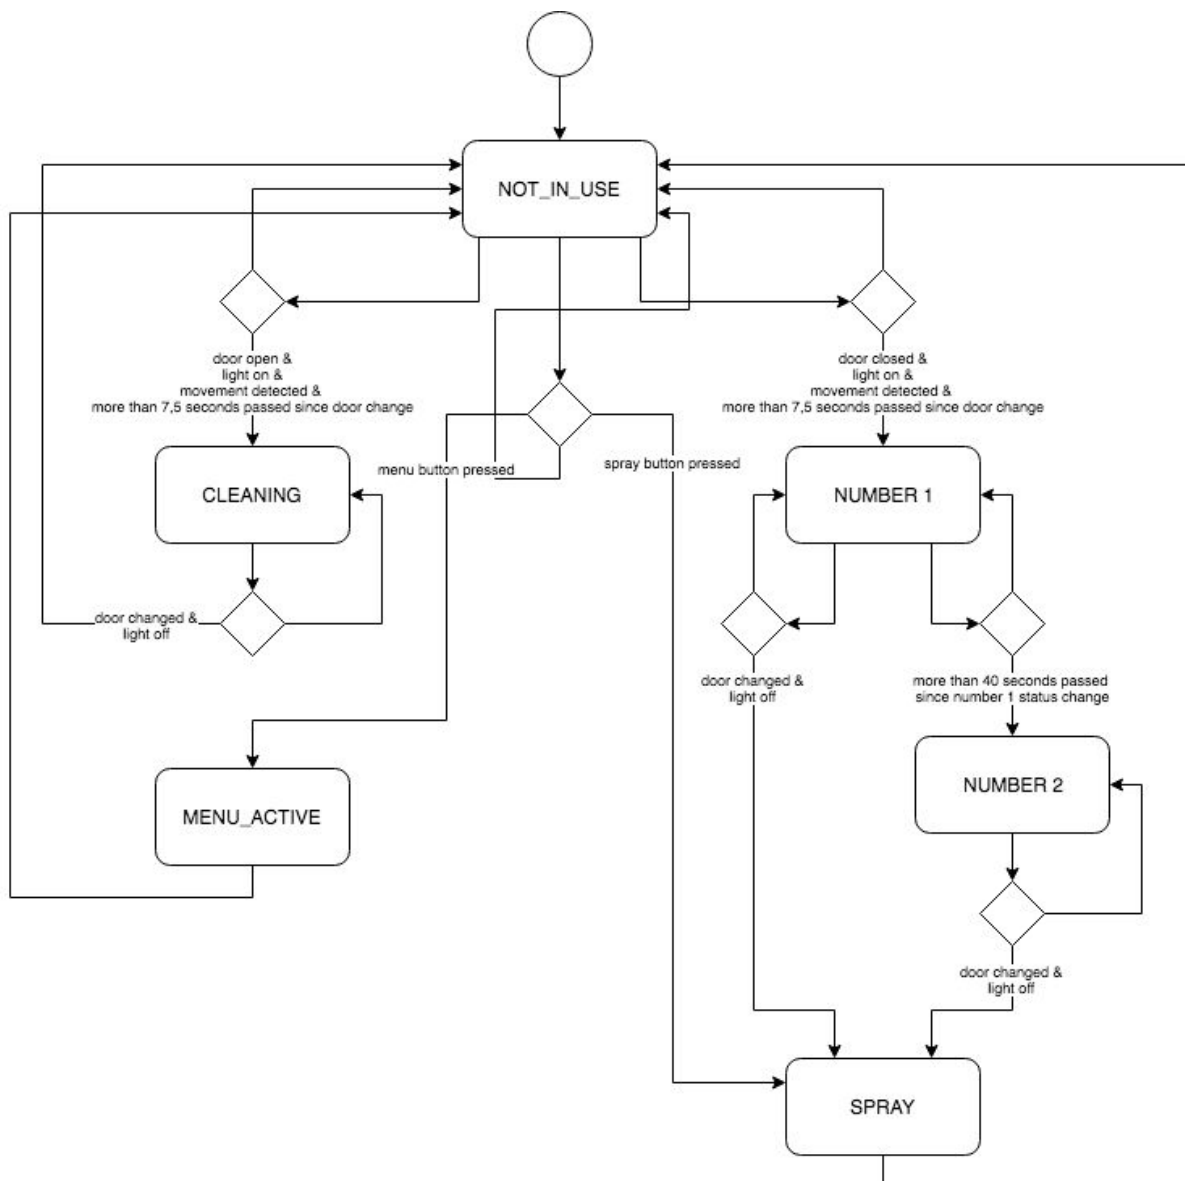 NOT_IN_USE
door open &
light on &
movement detected &
more than 7,5 seconds passed since door change
door closed &
light on &
movement detected &
more than 7,5 seconds passed since door change
menu button pressed
spray button pressed
CLEANING
NUMBER 1
door changed &
light off
door changed &
light off
more than 40 seconds passed
since number 1 status change
MENU_ACTIVE
NUMBER 2
door changed &
light off
SPRAY